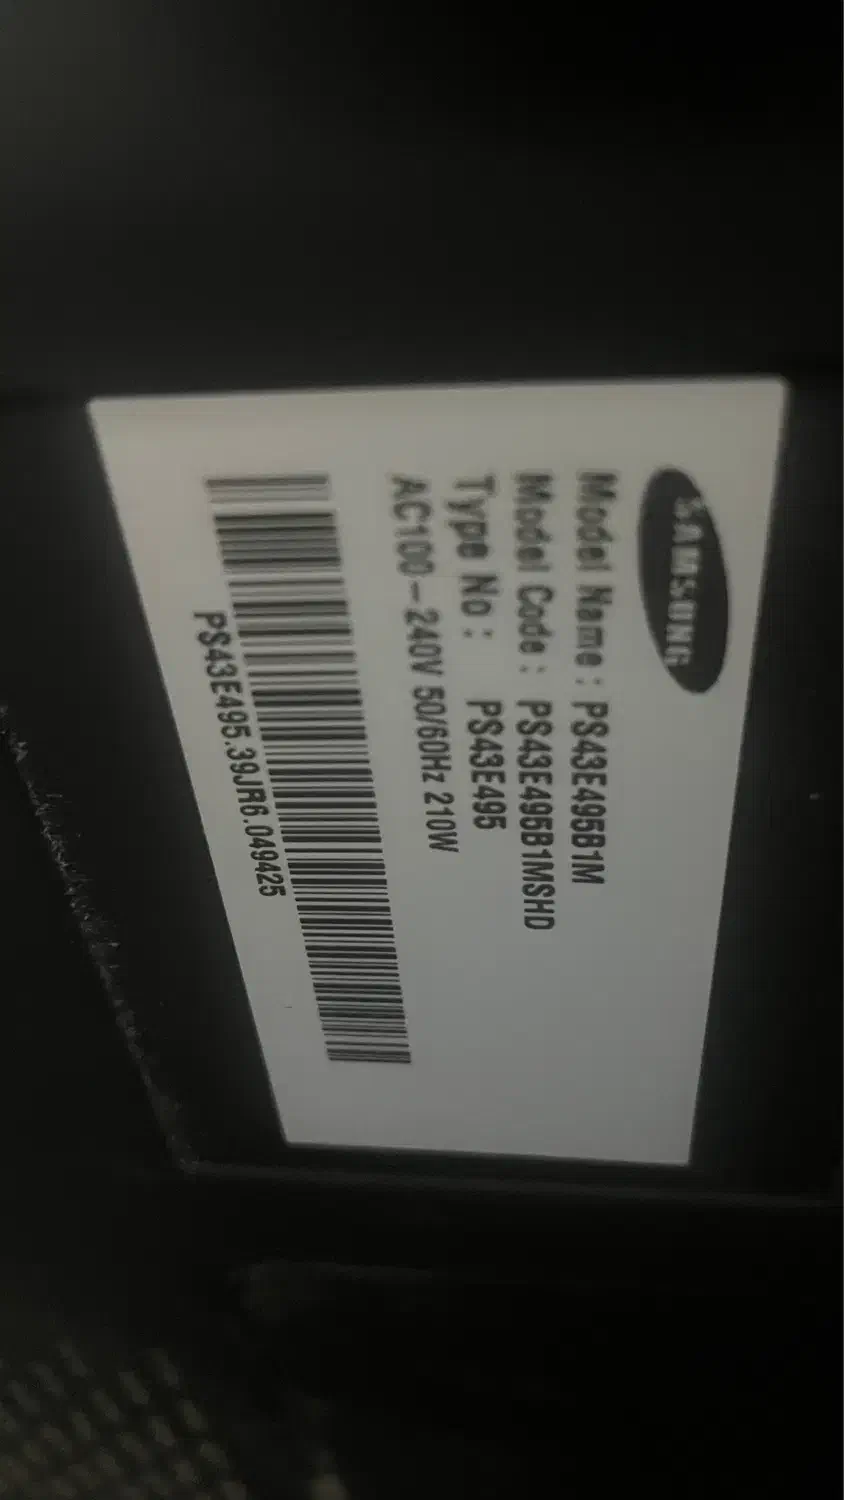 SAMSUNG
Model Name : PS43E495B1M
Model Code : PS43E495B1MSHD
Type No : PS43E495
AC100-240V 50/60Hz 210W
PS43E495.39JR6.049425